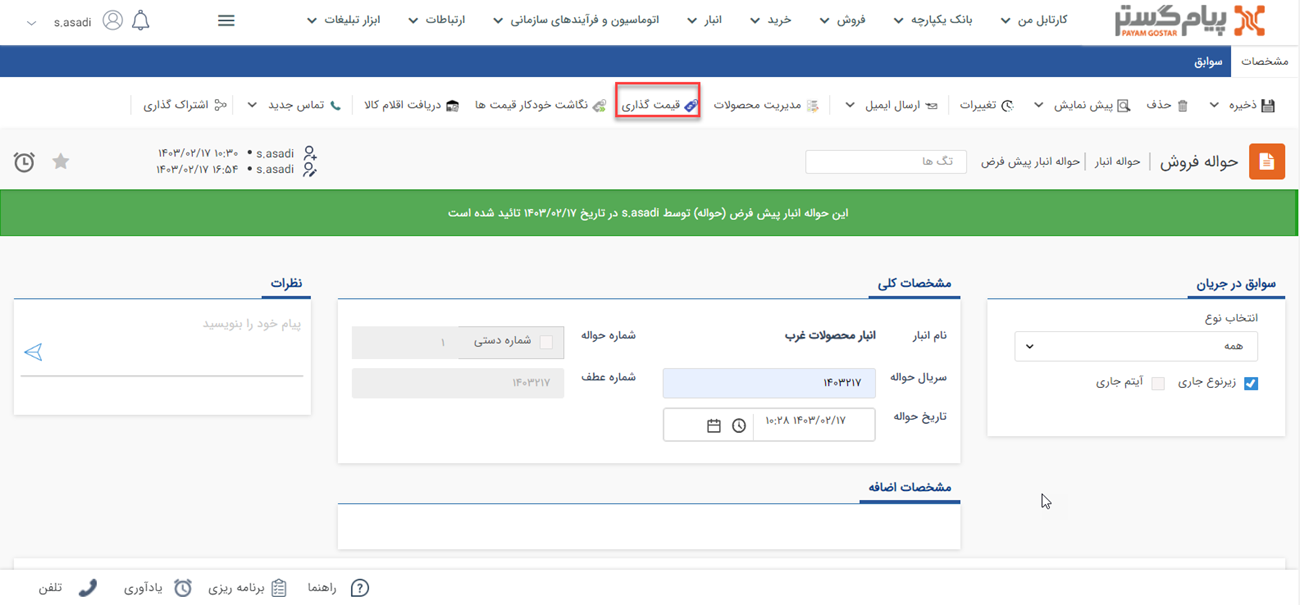 پیام گستر
PAYAM GOSTAR
کارتابل من
بانک یکپارچه
فروش
خرید
انبار
اتوماسیون و فرآیندهای سازمانی
ارتباطات
ابزار تبلیغات
s.asadi
مشخصات
سوابق
ذخیره
حذف
پیش نمایش
تغییرات
ارسال ایمیل
مدیریت محصولات
قیمت گذاری
نگاشت خودکار قیمت ها
دریافت اقلام کالا
تماس جدید
اشتراک گذاری
حواله فروش
حواله انبار
حواله انبار پیش فرض
تگ ها
s.asadi • ۱۴۰۳/۰۲/۱۷ ۱۰:۳۰
s.asadi • ۱۴۰۳/۰۲/۱۷ ۱۶:۵۴
این حواله انبار پیش فرض (حواله) توسط s.asadi در تاریخ ۱۴۰۳/۰۲/۱۷ تائید شده است
سوابق در جریان
انتخاب نوع
همه
زیرنوع جاری
آیتم جاری
مشخصات کلی
نام انبار
انبار محصولات غرب
شماره حواله
شماره دستی
۱
سریال حواله
۱۴۰۳۲۱۷
شماره عطف
۱۴۰۳۲۱۷
تاریخ حواله
۱۴۰۳/۰۲/۱۷ ۱۰:۲۸
مشخصات اضافه
نظرات
پیام خود را بنویسید
راهنما
برنامه ریزی
یادآوری
تلفن